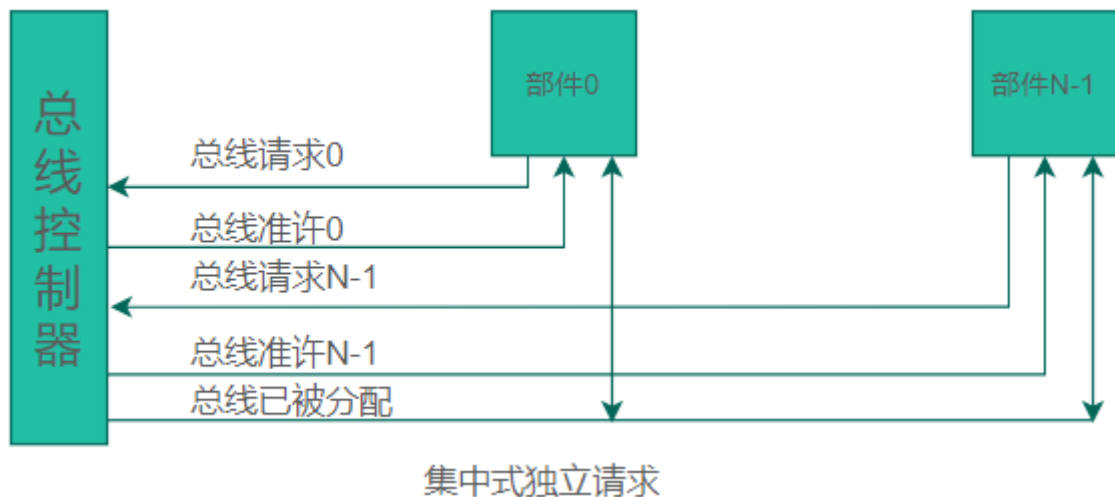 总线控制器
部件0
部件N-1
总线请求0
总线准许0
总线请求N-1
总线准许N-1
总线已被分配
集中式独立请求